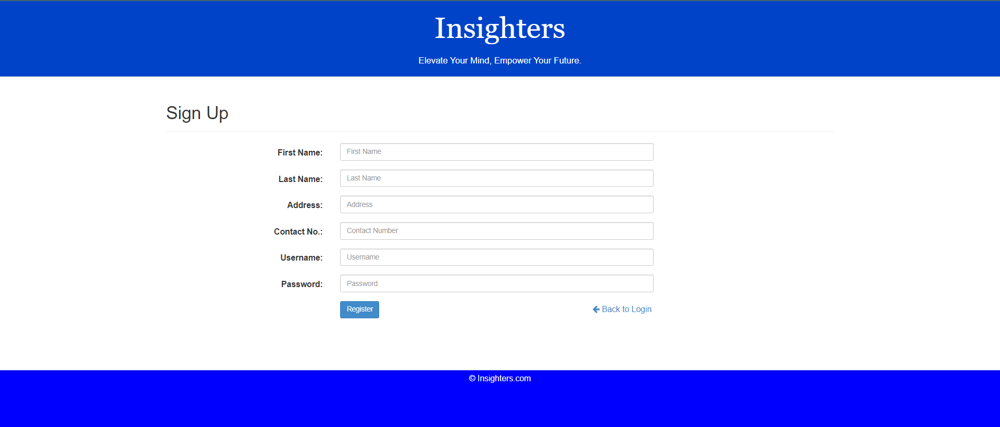 Insighters
Elevate Your Mind, Empower Your Future.
Sign Up
First Name: First Name
Last Name: Last Name
Address: Address
Contact No.: Contact Number
Username: Username
Password: Password
Register Back to Login
© Insighters.com